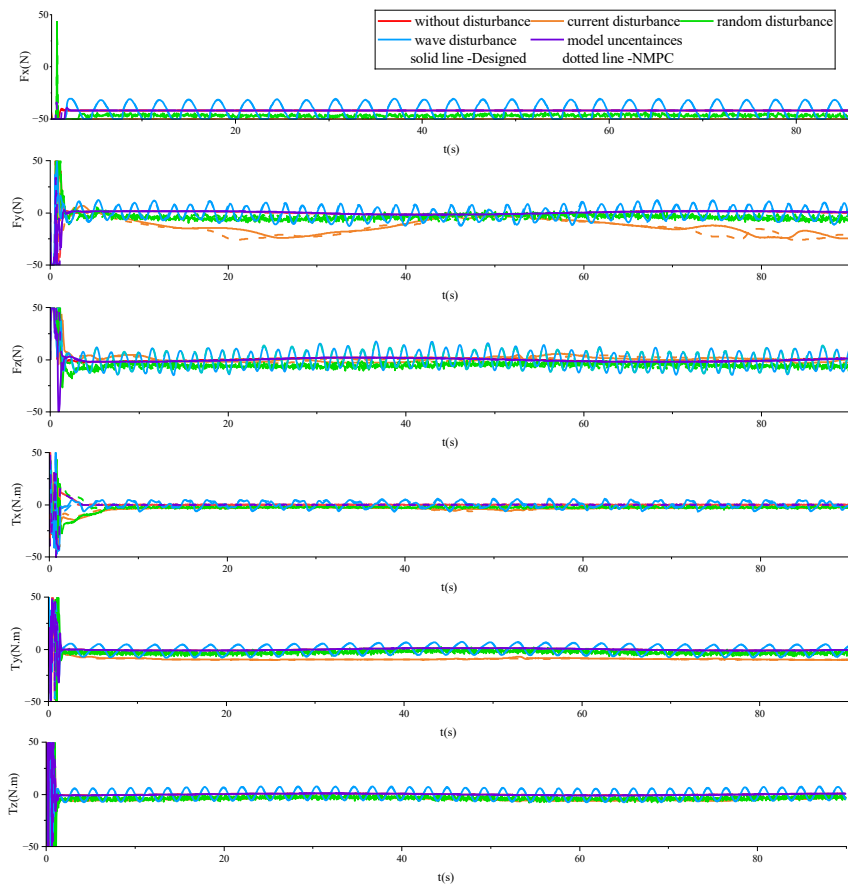 without disturbance current disturbance random disturbance
wave disturbance model uncentainces
solid line -Designed dotted line -NMPC
Fx(N)
50
0
-50
20 40 60 80
t(s)
Fy(N)
50
0
-50
0 20 40 60 80
t(s)
Fz(N)
50
0
-50
0 20 40 60 80
t(s)
Tx(N.m)
50
0
-50
0 20 40 60 80
t(s)
Ty(N.m)
50
0
-50
0 20 40 60 80
t(s)
Tz(N.m)
50
0
-50
0 20 40 60 80
t(s)